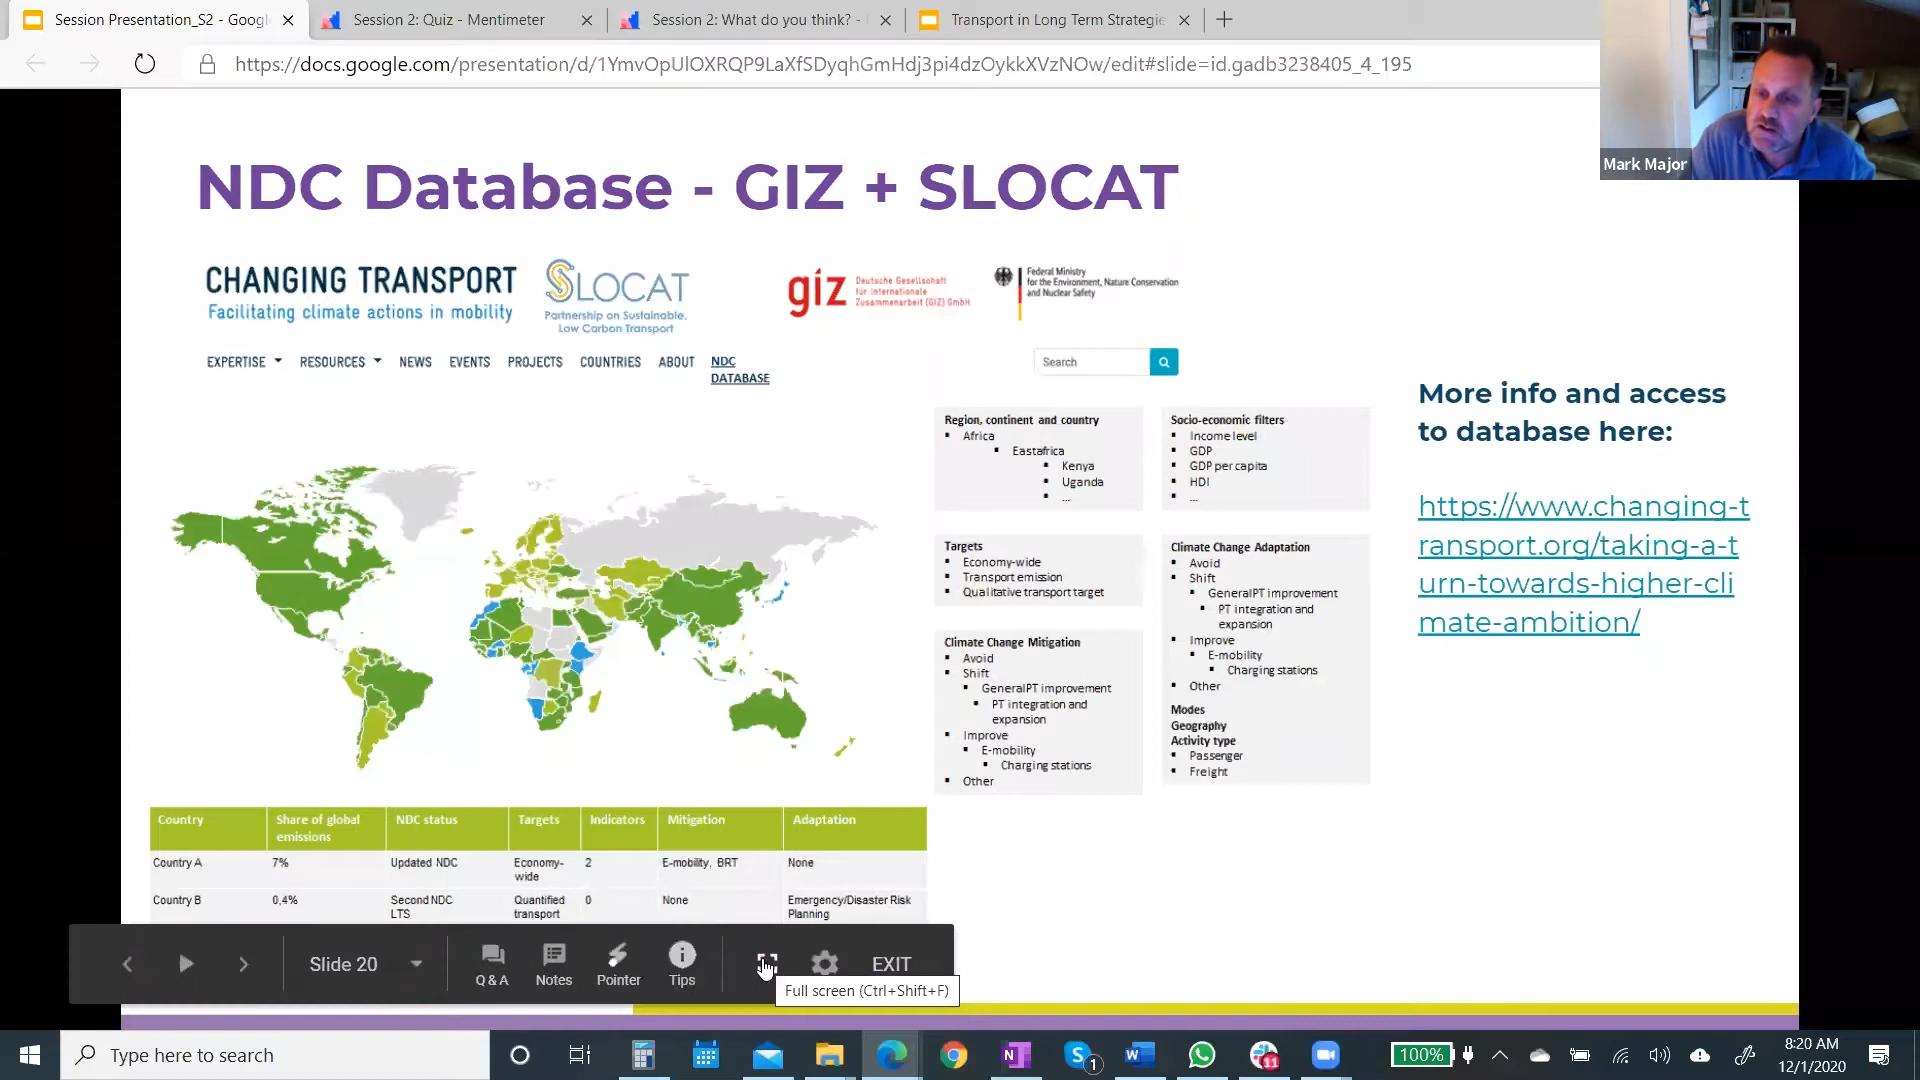 Session Presentation_S2 - Googl
Session 2: Quiz - Mentimeter
Session 2: What do you think? -
Transport in Long Term Strategie
https://docs.google.com/presentation/d/1YmvOpUlOXRQP9LaXfSDyqhGmHdj3pi4dzOykkXVzNOw/edit#slide=id.gadb3238405_4_195
Mark Major
NDC Database - GIZ + SLOCAT
CHANGING TRANSPORT
Facilitating climate actions in mobility
SLOCAT
Partnership on Sustainable,
Low Carbon Transport
giz
Deutsche Gesellschaft
für Internationale
Zusammenarbeit (GIZ) GmbH
Federal Ministry
for the Environment, Nature Conservation
and Nuclear Safety
EXPERTISE RESOURCES NEWS EVENTS PROJECTS COUNTRIES ABOUT NDC
DATABASE
Search
Region, continent and country
Africa
Eastafrica
Kenya
Uganda
...
Socio-economic filters
Income level
GDP
GDP per capita
HDI
...
Targets
Economy-wide
Transport emission
Qualitative transport target
Climate Change Mitigation
Avoid
Shift
GeneralPT improvement
PT integration and
expansion
Improve
E-mobility
Charging stations
Other
Climate Change Adaptation
Avoid
Shift
GeneralPT improvement
PT integration and
expansion
Improve
E-mobility
Charging stations
Other
Modes
Geography
Activity type
Passenger
Freight
More info and access
to database here:
https://www.changing-t
ransport.org/taking-a-t
urn-towards-higher-cli
mate-ambition/
Country Share of global NDC status Targets Indicators Mitigation Adaptation
emissions
Country A 7% Updated NDC Economy- 2 E-mobility, BRT None
wide
Country B 0,4% Second NDC Quantified 0 None Emergency/Disaster Risk
LTS transport Planning
Slide 20
Q & A
Notes
Pointer
Tips
EXIT
Full screen (Ctrl+Shift+F)
Type here to search
1
11
100%
8:20 AM
12/1/2020